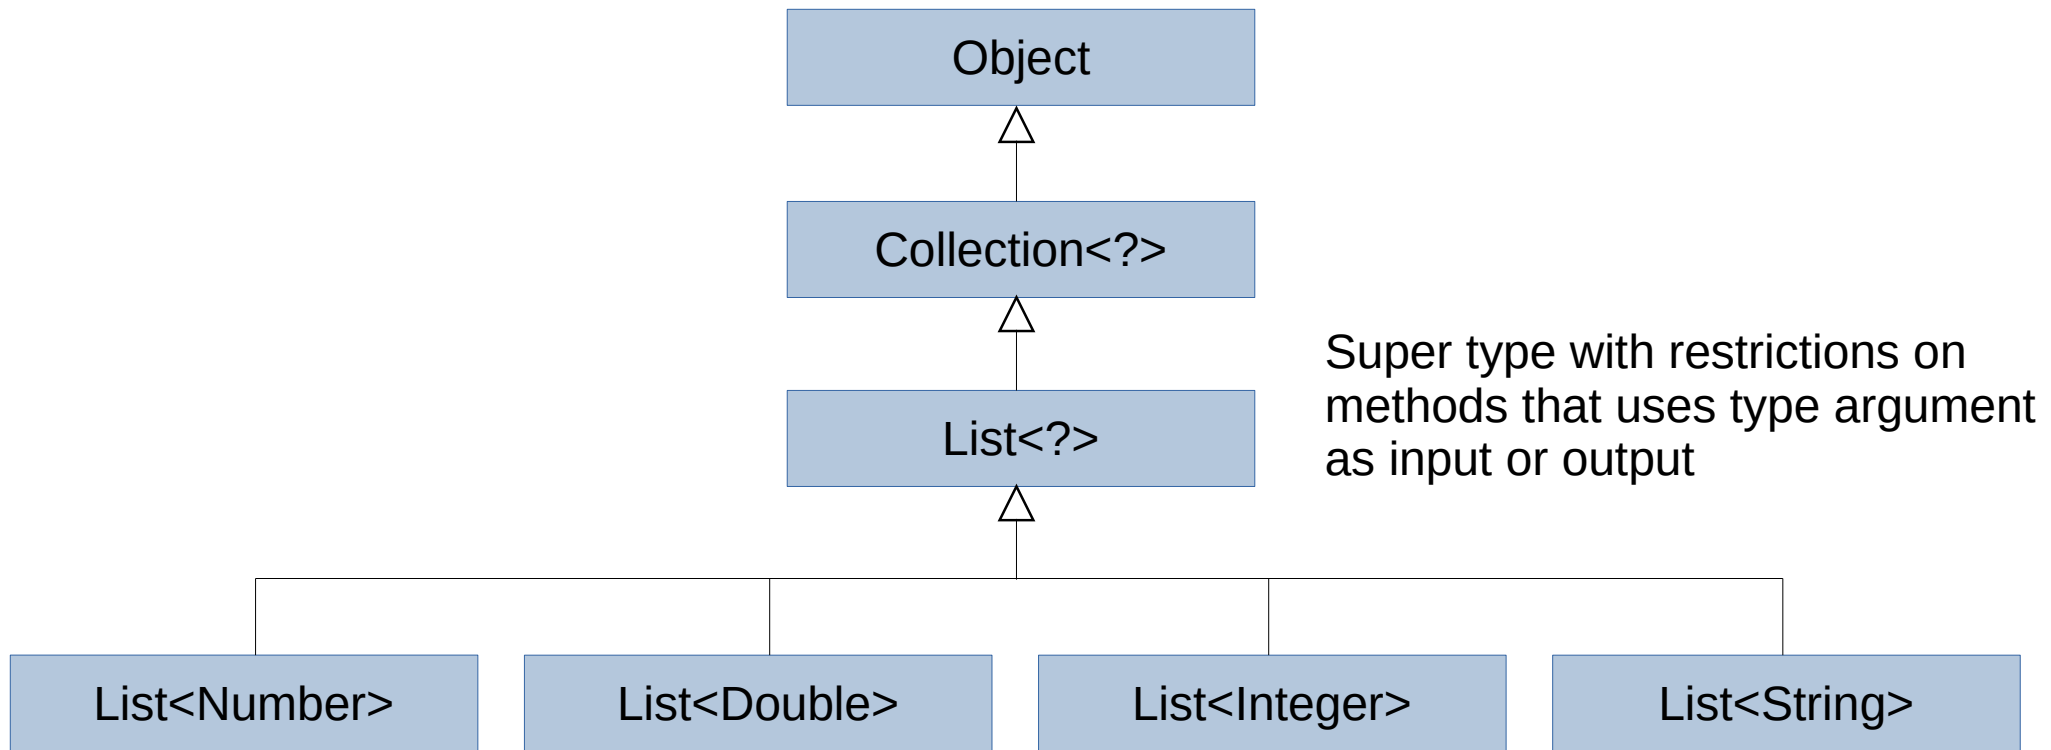 Object
Collection<?>
List<?>
Super type with restrictions on
methods that uses type argument
as input or output
List<Number>
List<Double>
List<Integer>
List<String>